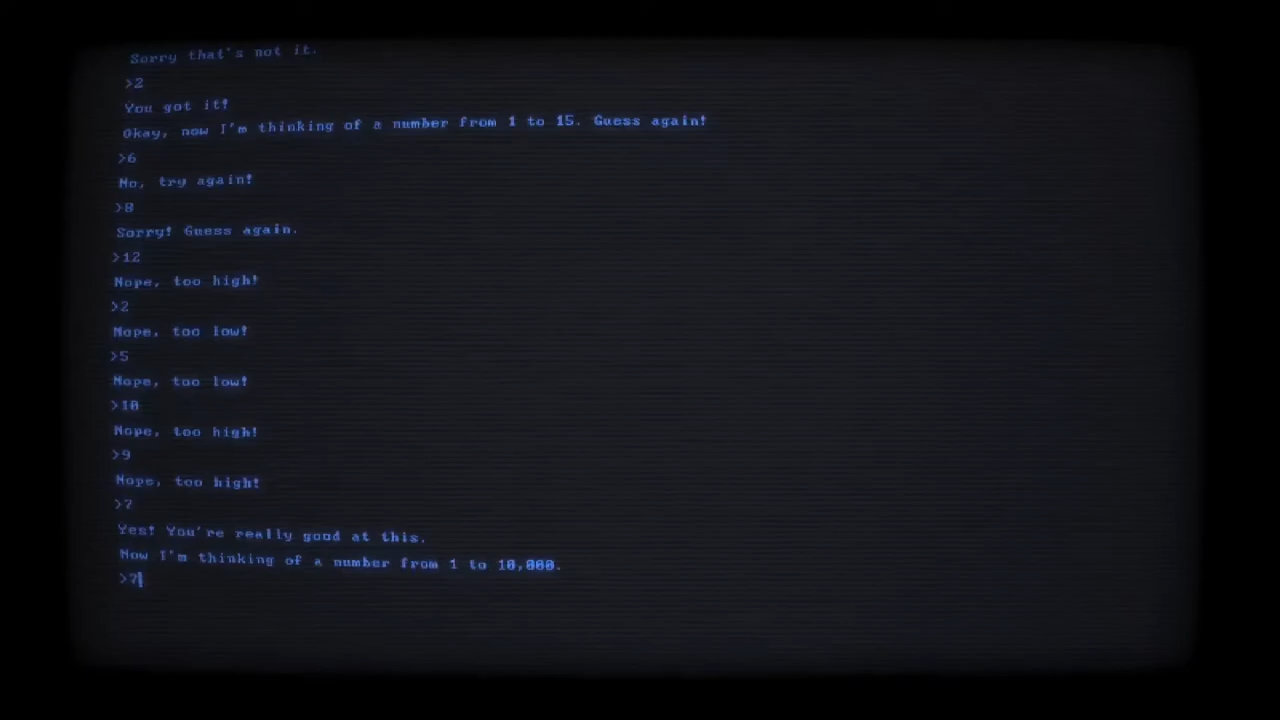 Sorry that's not it.
>2
You got it!
Okay, now I'm thinking of a number from 1 to 15. Guess again!
>6
No, try again!
>8
Sorry! Guess again.
>12
Nope, too high!
>2
Nope, too low!
>5
Nope, too low!
>10
Nope, too high!
>9
Nope, too high!
>7
Yes! You're really good at this.
Now I'm thinking of a number from 1 to 10,000.
>7